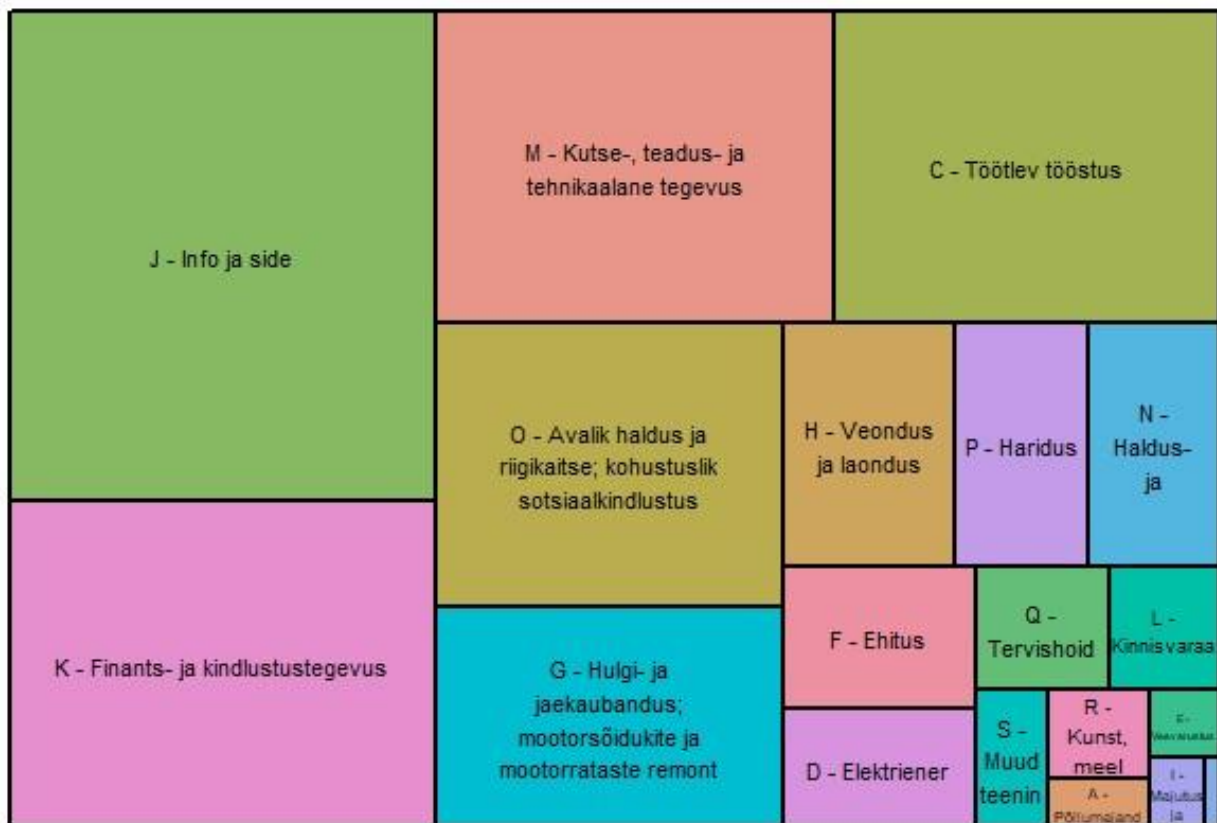 M - Kutse-, teadus- ja
tehnikaalane tegevus
C - Töötlev tööstus
J - Info ja side
O - Avalik haldus ja
riigikaitse; kohustuslik
sotsiaalkindlustus
H - Veondus
ja laondus
P - Haridus
N -
Haldus-
ja
K - Finants- ja kindlustustegevus
G - Hulgi- ja
jaekaubandus;
mootorsõidukite ja
mootorrataste remont
F - Ehitus
Q -
Tervishoid
L -
Kinnisvaraa
D - Elektriener
S -
Muud
teenin
R -
Kunst,
meel
E -
Veevarustus
A -
Põllumajand
I -
Majutus
ja